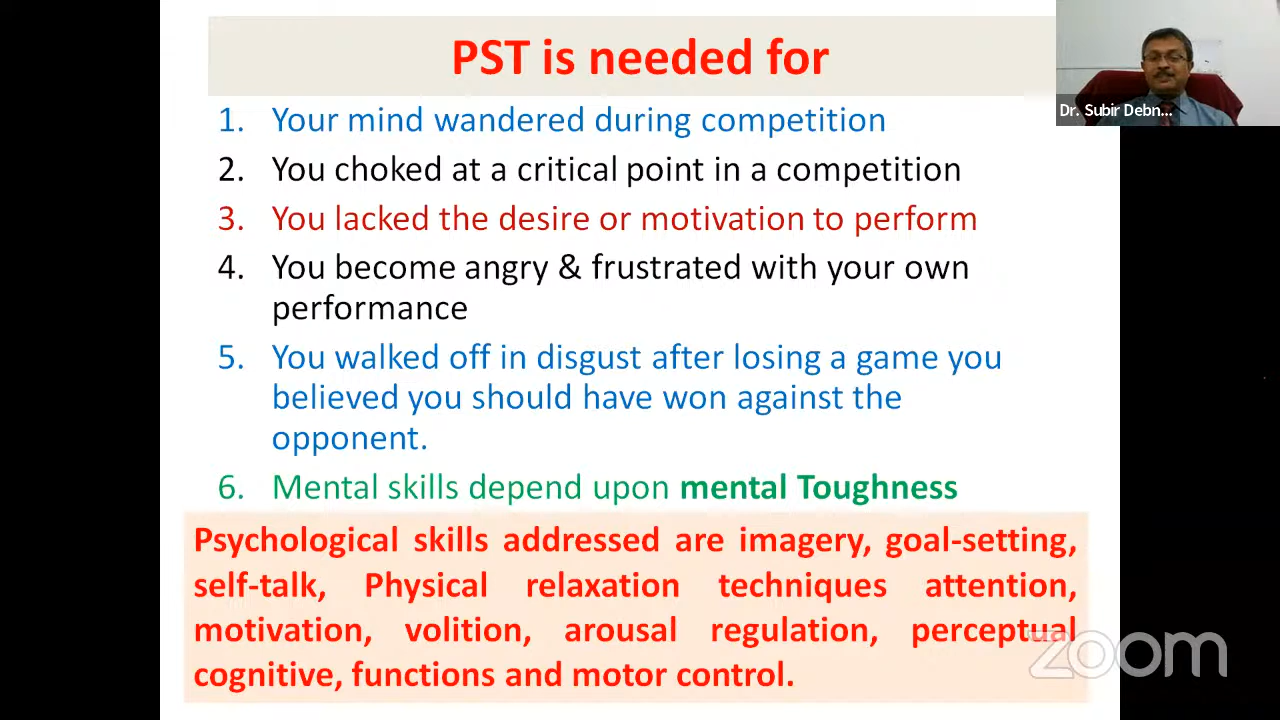 PST is needed for
Dr. Subir Debn...
1. Your mind wandered during competition
2. You choked at a critical point in a competition
3. You lacked the desire or motivation to perform
4. You become angry & frustrated with your own
performance
5. You walked off in disgust after losing a game you
believed you should have won against the
opponent.
6. Mental skills depend upon mental Toughness
Psychological skills addressed are imagery, goal-setting,
self-talk, Physical relaxation techniques attention,
motivation, volition, arousal regulation, perceptual
cognitive, functions and motor control.
zoom